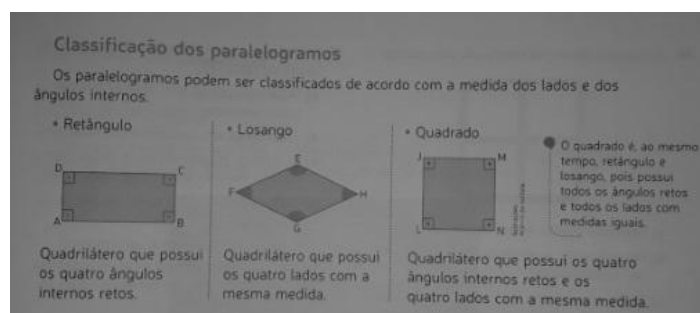 Classificação dos paralelogramos
Os paralelogramos podem ser classificados de acordo com a medida dos lados e dos
ângulos internos.
• Retângulo
D
C
A
B
Quadrilátero que possui
os quatro ângulos
internos retos.
• Losango
E
F
H
G
Quadrilátero que possui
os quatro lados com a
mesma medida.
• Quadrado
J
M
L
N
Quadrilátero que possui os quatro
ângulos internos retos e os
quatro lados com a mesma medida.
O quadrado é, ao mesmo
tempo, retângulo e
losango, pois possui
todos os ângulos retos
e todos os lados com
medidas iguais.